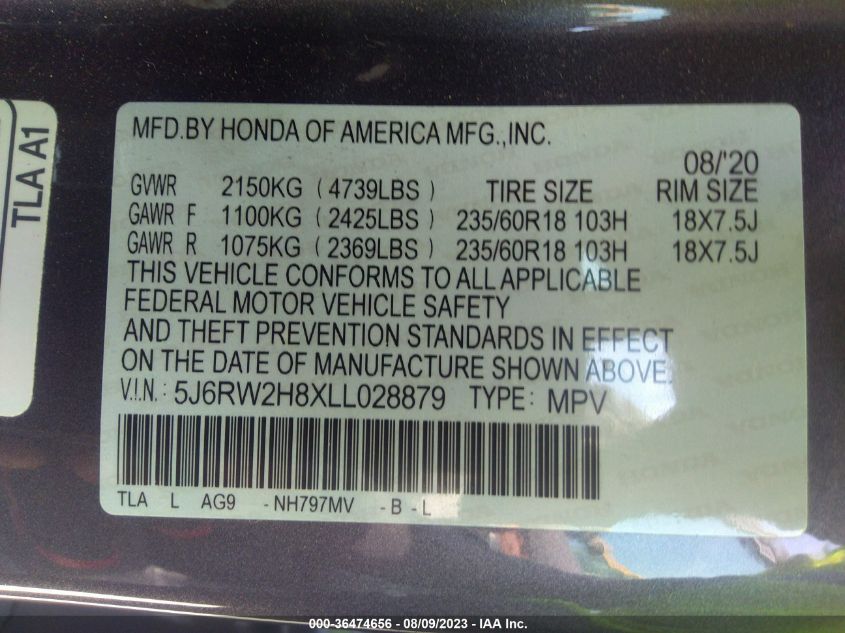 TLA A1
MFD.BY HONDA OF AMERICA MFG.,INC.
08/'20
GVWR 2150KG (4739LBS) TIRE SIZE RIM SIZE
GAWR F 1100KG (2425LBS) 235/60R18 103H 18X7.5J
GAWR R 1075KG (2369LBS) 235/60R18 103H 18X7.5J
THIS VEHICLE CONFORMS TO ALL APPLICABLE
FEDERAL MOTOR VEHICLE SAFETY
AND THEFT PREVENTION STANDARDS IN EFFECT
ON THE DATE OF MANUFACTURE SHOWN ABOVE.
V.I.N.: 5J6RW2H8XLL028879 TYPE: MPV
TLA L AG9 -NH797MV -B-L
000-36474656 - 08/09/2023 - IAA Inc.